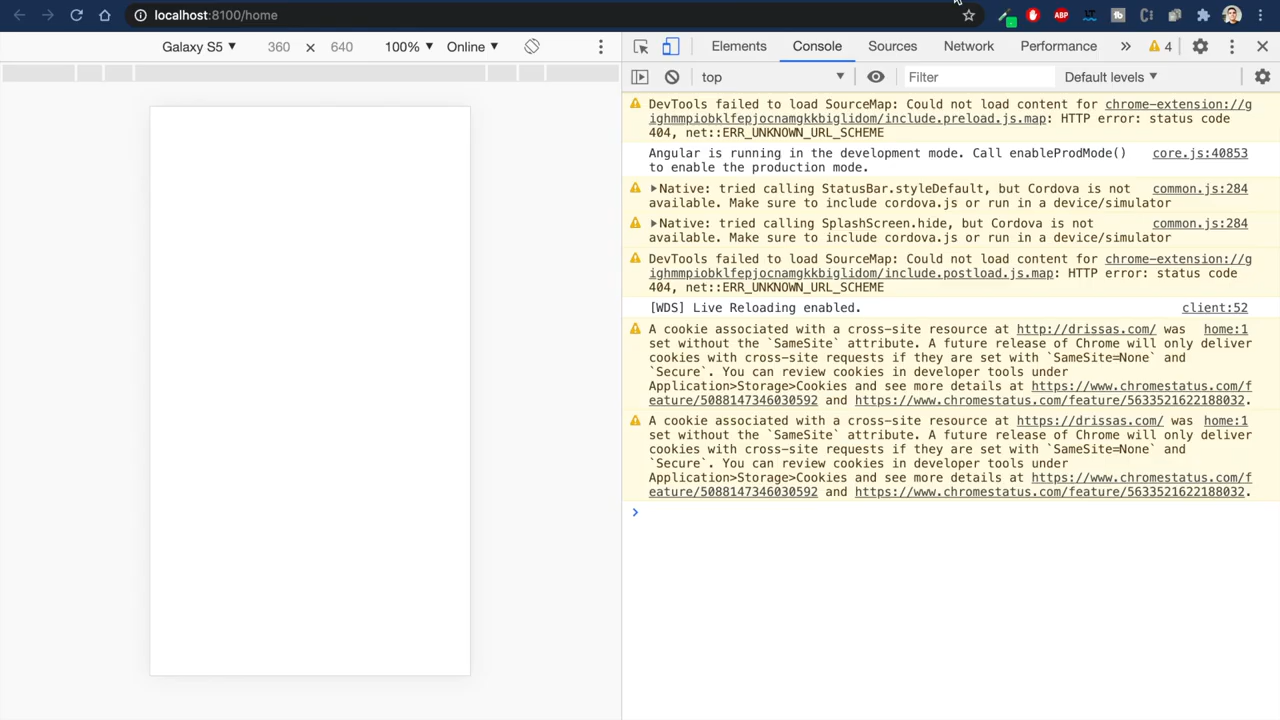 localhost:8100/home
Galaxy S5 360 × 640 100% Online
Elements Console Sources Network Performance » 4
top Filter Default levels
DevTools failed to load SourceMap: Could not load content for chrome-extension://g
ighmmpiobklfepjocnamgkkbiglidom/include.preload.js.map: HTTP error: status code
404, net::ERR_UNKNOWN_URL_SCHEME
Angular is running in the development mode. Call enableProdMode() core.js:40853
to enable the production mode.
Native: tried calling StatusBar.styleDefault, but Cordova is not common.js:284
available. Make sure to include cordova.js or run in a device/simulator
Native: tried calling SplashScreen.hide, but Cordova is not common.js:284
available. Make sure to include cordova.js or run in a device/simulator
DevTools failed to load SourceMap: Could not load content for chrome-extension://g
ighmmpiobklfepjocnamgkkbiglidom/include.postload.js.map: HTTP error: status code
404, net::ERR_UNKNOWN_URL_SCHEME
[WDS] Live Reloading enabled. client:52
A cookie associated with a cross-site resource at http://drissas.com/ was home:1
set without the `SameSite` attribute. A future release of Chrome will only deliver
cookies with cross-site requests if they are set with `SameSite=None` and
`Secure`. You can review cookies in developer tools under
Application>Storage>Cookies and see more details at https://www.chromestatus.com/f
eature/5088147346030592 and https://www.chromestatus.com/feature/5633521622188032.
A cookie associated with a cross-site resource at https://drissas.com/ was home:1
set without the `SameSite` attribute. A future release of Chrome will only deliver
cookies with cross-site requests if they are set with `SameSite=None` and
`Secure`. You can review cookies in developer tools under
Application>Storage>Cookies and see more details at https://www.chromestatus.com/f
eature/5088147346030592 and https://www.chromestatus.com/feature/5633521622188032.